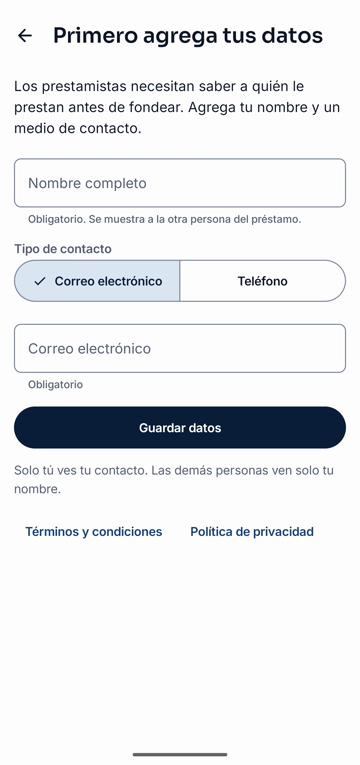 Primero agrega tus datos
Los prestamistas necesitan saber a quién le
prestan antes de fondear. Agrega tu nombre y un
medio de contacto.
Nombre completo
Obligatorio. Se muestra a la otra persona del préstamo.
Tipo de contacto
Correo electrónico
Teléfono
Correo electrónico
Obligatorio
Guardar datos
Solo tú ves tu contacto. Las demás personas ven solo tu
nombre.
Términos y condiciones
Política de privacidad